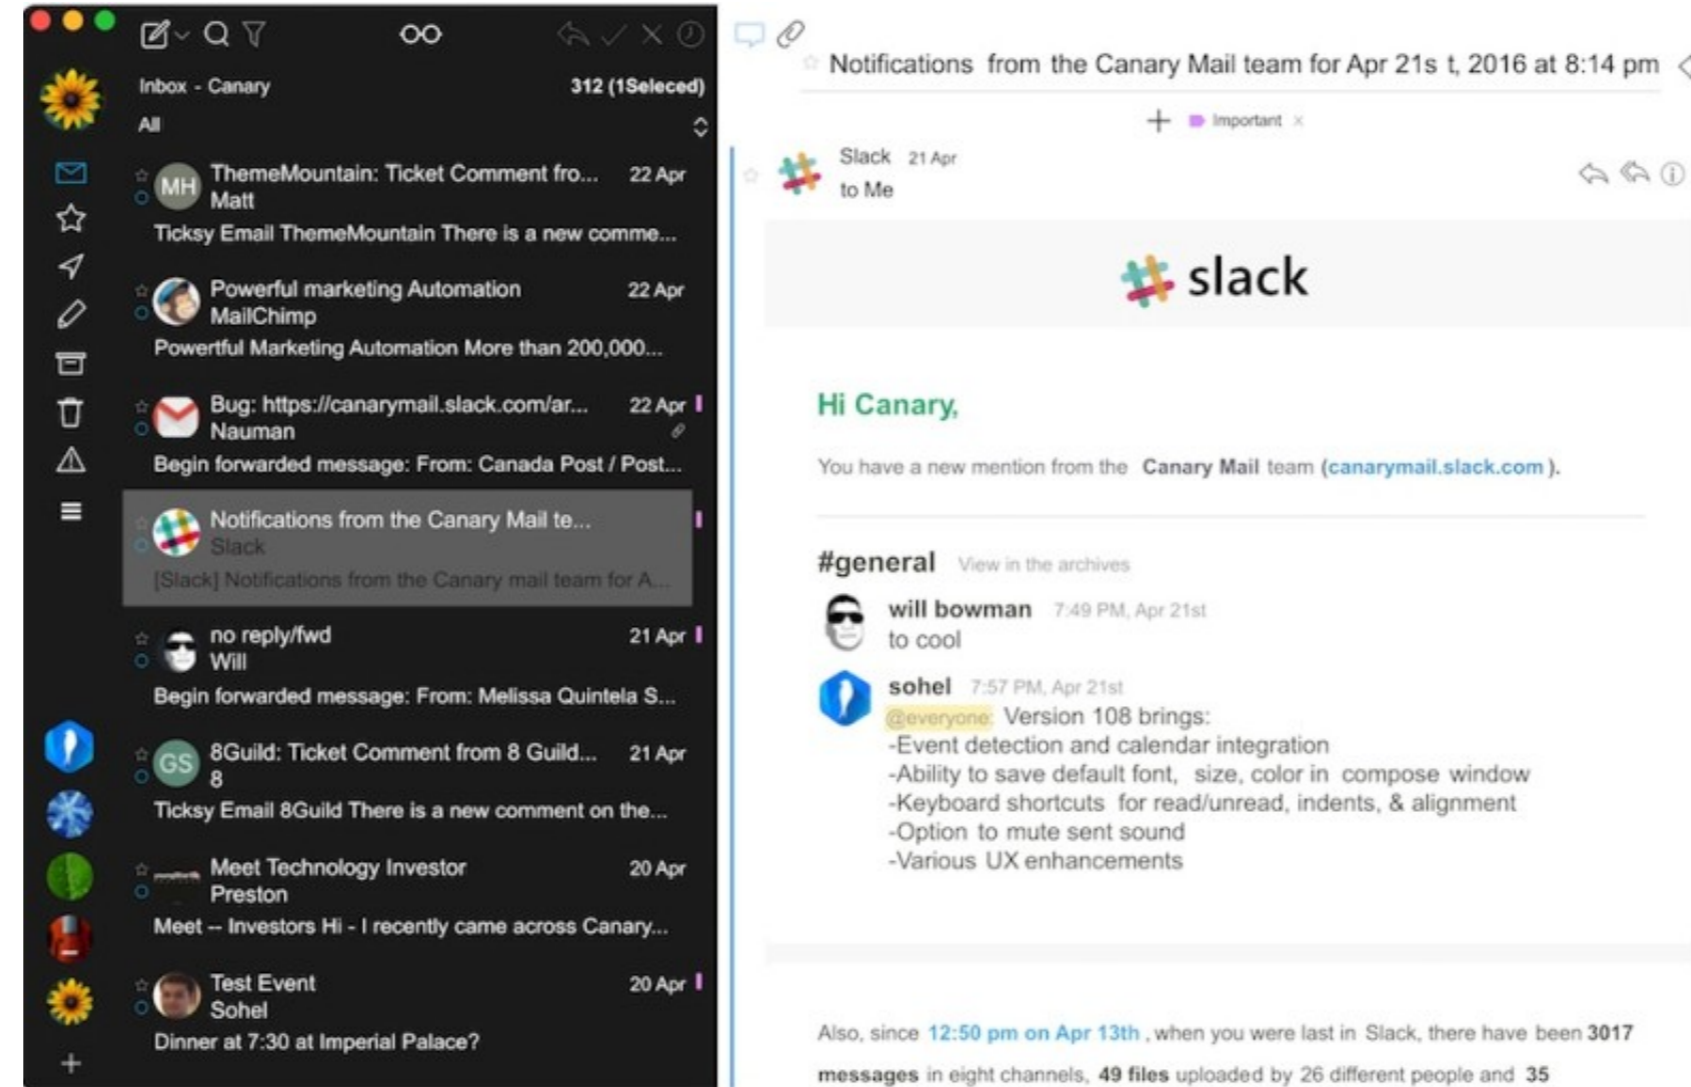 Inbox - Canary
312 (1Seleced)
All
MH
ThemeMountain: Ticket Comment fro...
22 Apr
Matt
Ticksy Email ThemeMountain There is a new comme...
Powerful marketing Automation
22 Apr
MailChimp
Powertful Marketing Automation More than 200,000...
Bug: https://canarymail.slack.com/ar...
22 Apr
Nauman
Begin forwarded message: From: Canada Post / Post...
Notifications from the Canary Mail te...
Slack
[Slack] Notifications from the Canary mail team for A...
no reply/fwd
21 Apr
Will
Begin forwarded message: From: Melissa Quintela S...
GS
8Guild: Ticket Comment from 8 Guild...
21 Apr
8
Ticksy Email 8Guild There is a new comment on the...
Meet Technology Investor
20 Apr
Preston
Meet -- Investors Hi - I recently came across Canary...
Test Event
20 Apr
Sohel
Dinner at 7:30 at Imperial Palace?
Notifications from the Canary Mail team for Apr 21s t, 2016 at 8:14 pm
Important
Slack 21 Apr
to Me
slack
Hi Canary,
You have a new mention from the Canary Mail team (canarymail.slack.com ).
#general View in the archives
will bowman 7:49 PM, Apr 21st
to cool
sohel 7:57 PM, Apr 21st
@everyone: Version 108 brings:
-Event detection and calendar integration
-Ability to save default font, size, color in compose window
-Keyboard shortcuts for read/unread, indents, & alignment
-Option to mute sent sound
-Various UX enhancements
Also, since 12:50 pm on Apr 13th , when you were last in Slack, there have been 3017
messages in eight channels, 49 files uploaded by 26 different people and 35